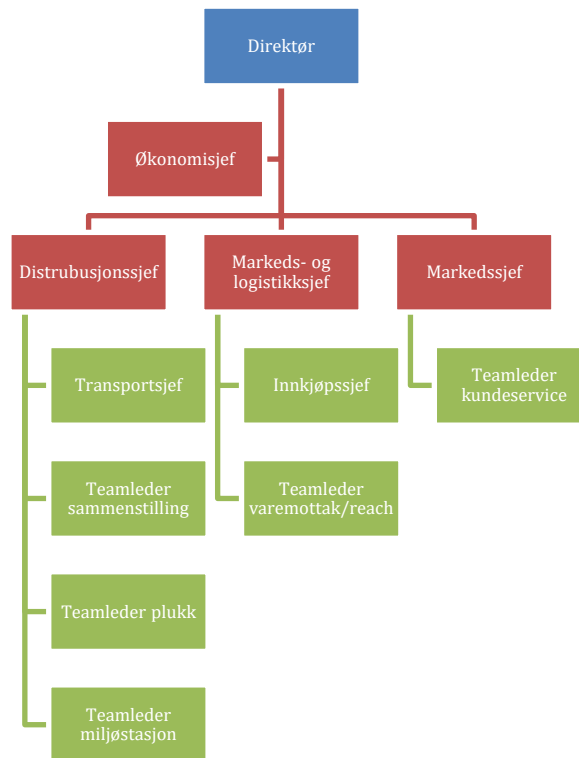 Direktør
Økonomisjef
Distrubusjonssjef
Markeds- og
logistikksjef
Markedssjef
Transportsjef
Innkjøpssjef
Teamleder
kundeservice
Teamleder
sammenstilling
Teamleder
varemottak/reach
Teamleder plukk
Teamleder
miljøstasjon